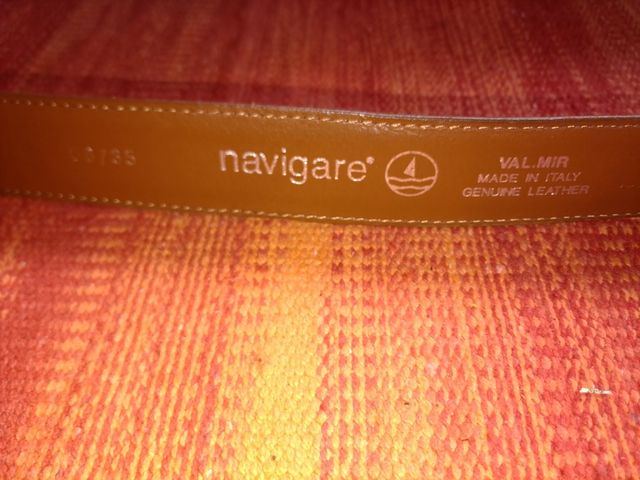 navigare®
VAL.MIR
MADE IN ITALY
GENUINE LEATHER